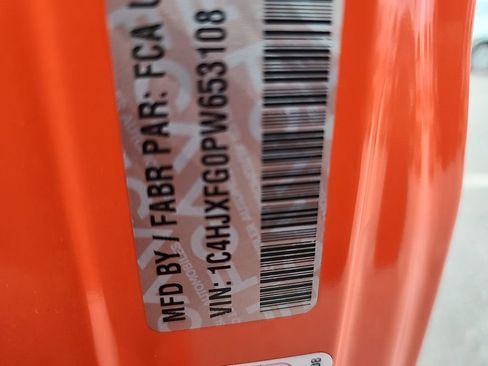 MFD BY / FABR PAR: FCA U
VIN: 1C4HJXFG0PW653108